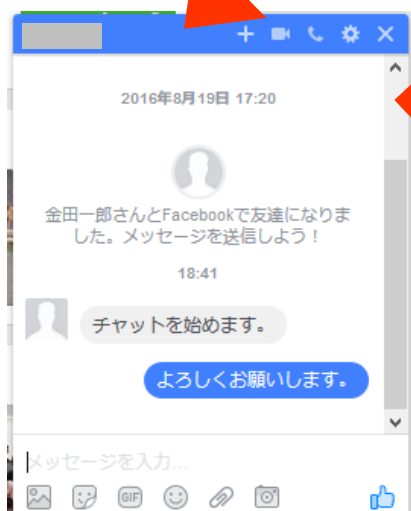 2016年8月19日 17:20
金田一郎さんとFacebookで友達になりま
した。メッセージを送信しよう！
18:41
チャットを始めます。
よろしくお願いします。
メッセージを入力...
GIF